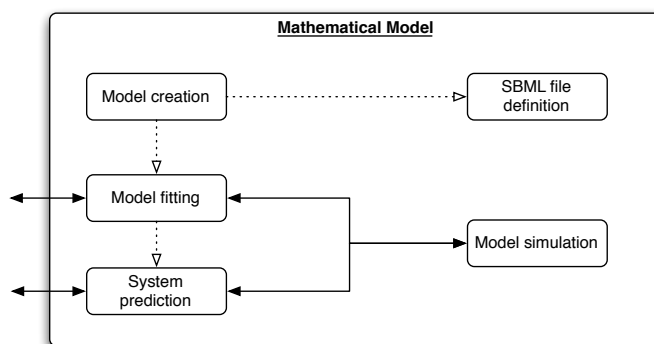 Mathematical Model
Model creation
SBML file
definition
Model fitting
Model simulation
System
prediction